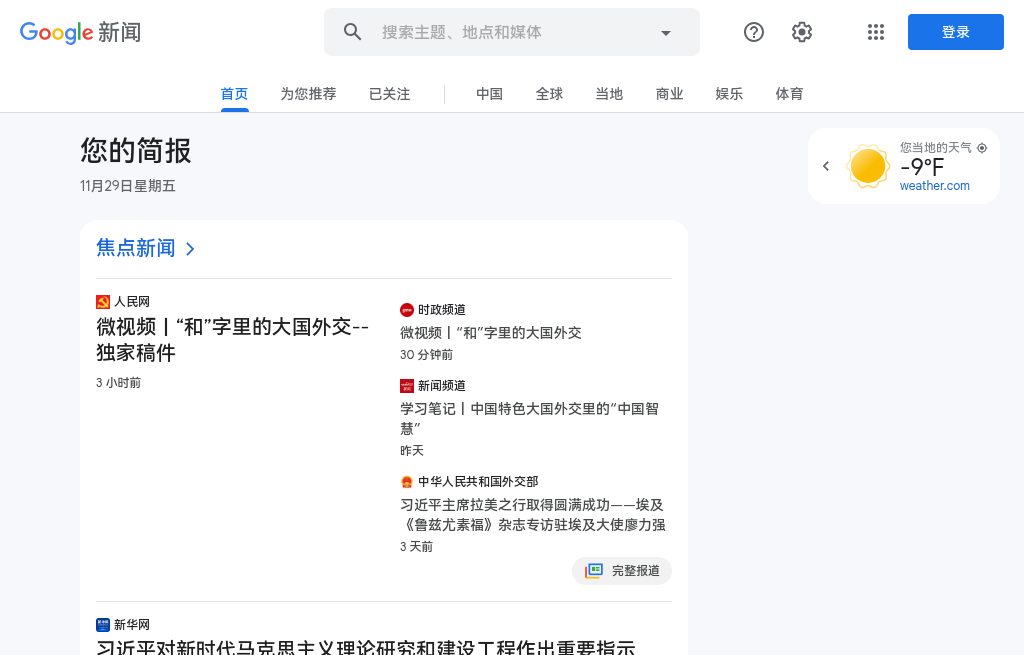 Google 新闻
搜索主题、地点和媒体
登录
首页
为您推荐
已关注
中国
全球
当地
商业
娱乐
体育
您的简报
11月29日星期五
您当地的天气
-9°F
weather.com
焦点新闻
人民网
微视频丨“和”字里的大国外交--
独家稿件
3 小时前
时政频道
微视频丨“和”字里的大国外交
30 分钟前
新闻频道
学习笔记丨中国特色大国外交里的“中国智
慧”
昨天
中华人民共和国外交部
习近平主席拉美之行取得圆满成功——埃及
《鲁兹尤素福》杂志专访驻埃及大使廖力强
3 天前
完整报道
新华网
习近平对新时代马克思主义理论研究和建设工程作出重要指示